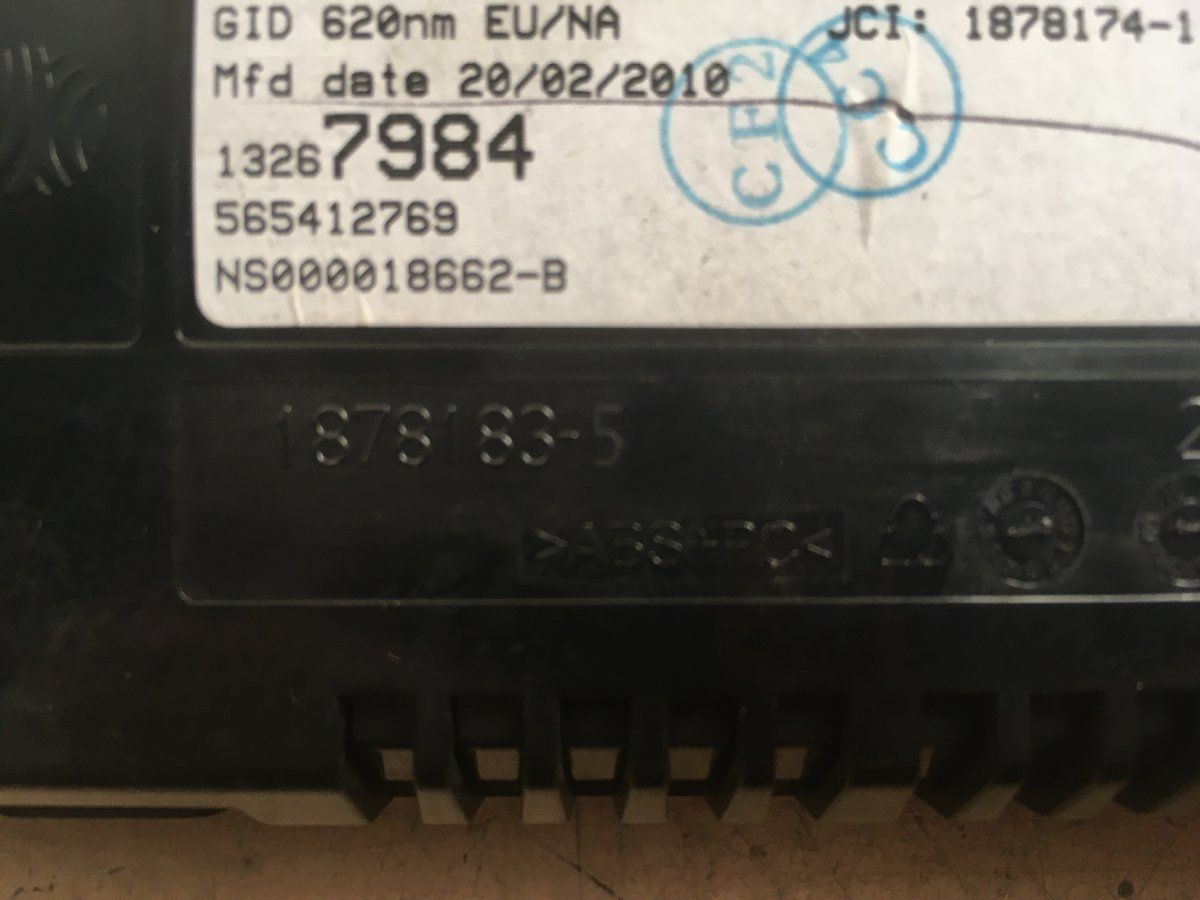 GID 620nm EU/NA JCI: 1878174-1
Mfd date 20/02/2010
13267984
565412769
NS000018662-B
CF2
1878183-5
>ABS+PC<